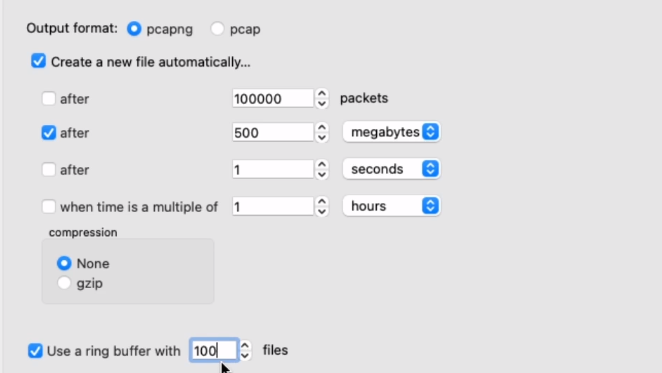 Output format: pcapng pcap
Create a new file automatically...
after 100000 packets
after 500 megabytes
after 1 seconds
when time is a multiple of 1 hours
compression
None
gzip
Use a ring buffer with 100 files